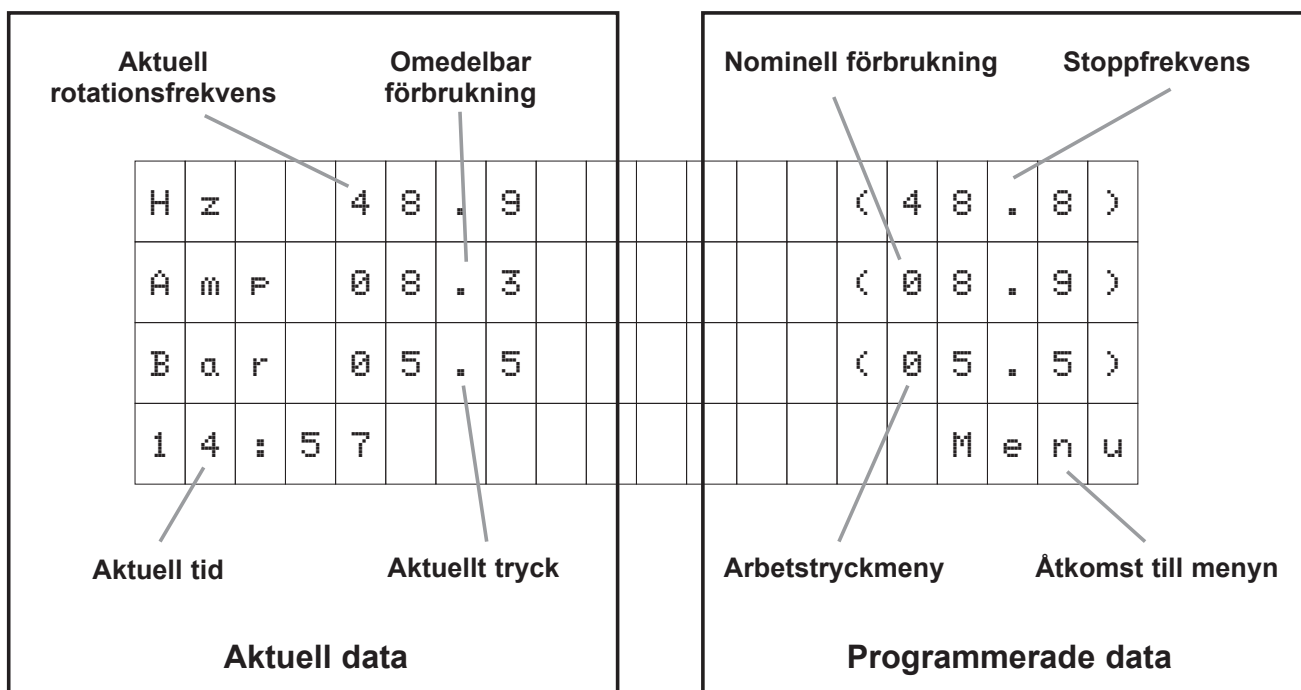 Aktuell
rotationsfrekvens
Omedelbar
förbrukning
Nominell förbrukning
Stoppfrekvens
Hz 48.9 (48.8)
Amp 08.3 (08.9)
Bar 05.5 (05.5)
14:57 Menu
Aktuell tid
Aktuellt tryck
Arbetstryckmeny
Åtkomst till menyn
Aktuell data
Programmerade data